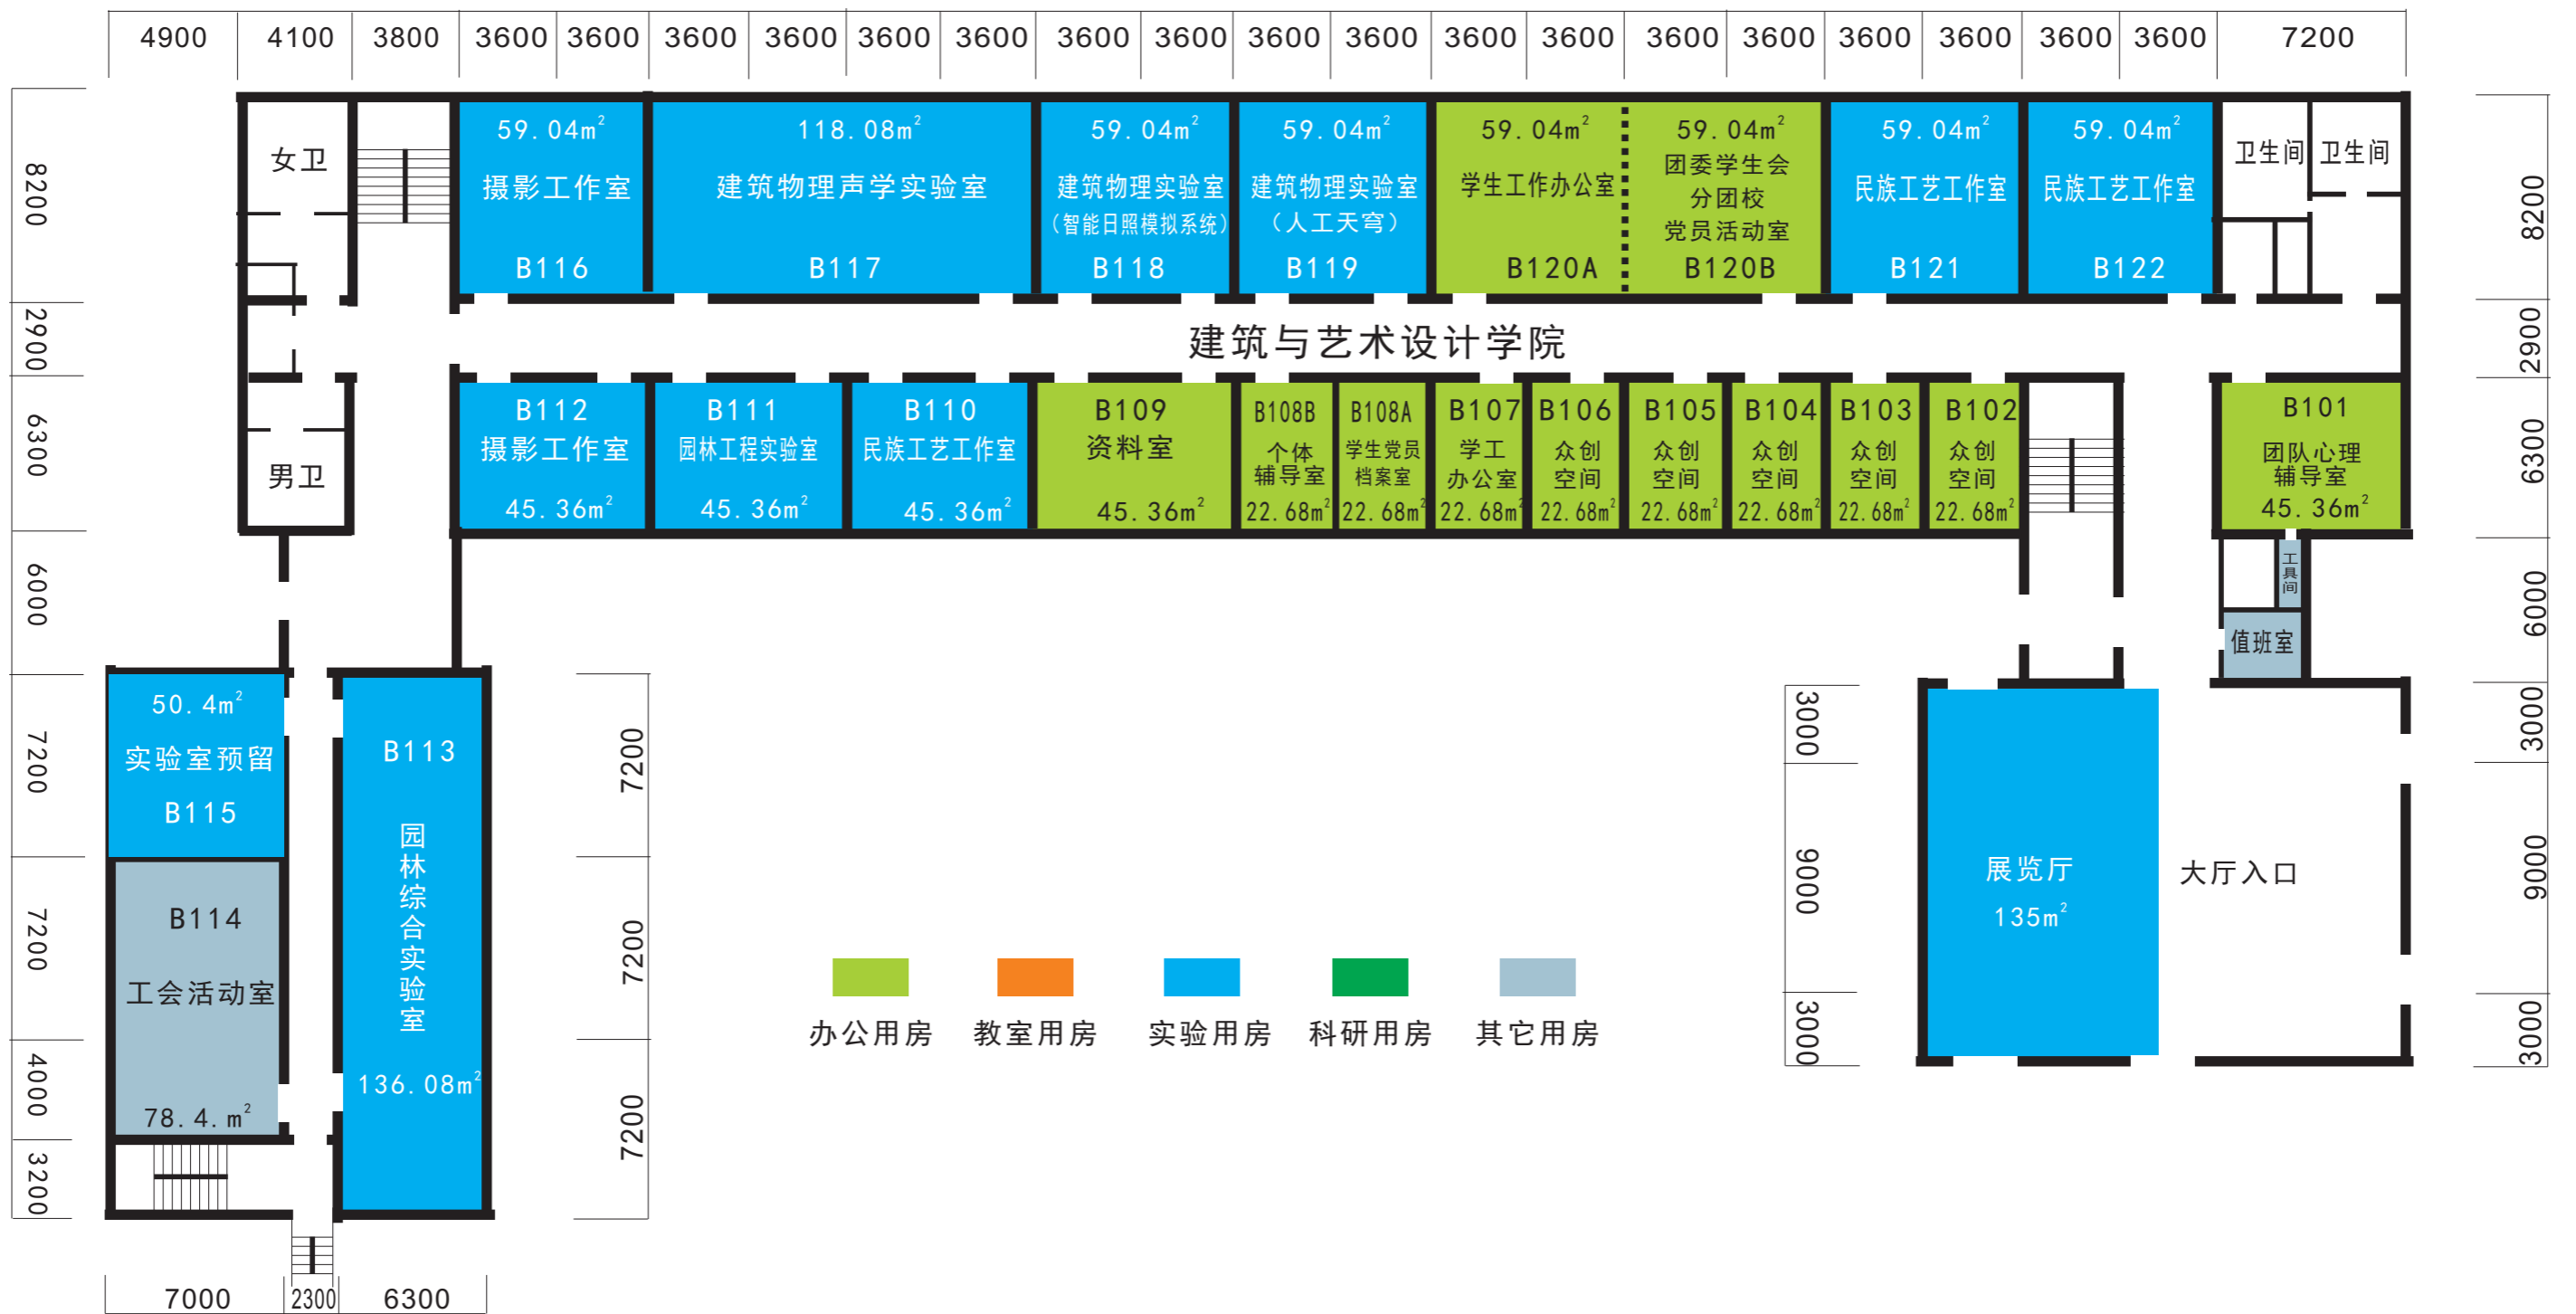 4900 4100 3800 3600 3600 3600 3600 3600 3600 3600 3600 3600 3600 3600 3600 3600 3600 3600 3600 3600 3600 7200
8200
2900
6300
6000
7200
7200
4000
3200
女卫
59.04m²
摄影工作室
B116
118.08m²
建筑物理声学实验室
B117
59.04m²
建筑物理实验室
(智能日照模拟系统)
B118
59.04m²
建筑物理实验室
(人工天穹)
B119
59.04m²
学生工作办公室
B120A
59.04m²
团委学生会
分团校
党员活动室
B120B
59.04m²
民族工艺工作室
B121
59.04m²
民族工艺工作室
B122
卫生间
卫生间
8200
2900
6300
6000
3000
9000
3000
建筑与艺术设计学院
男卫
B112
摄影工作室
45.36m²
B111
园林工程实验室
45.36m²
B110
民族工艺工作室
45.36m²
B109
资料室
45.36m²
B108B
个体
辅导室
22.68m²
B108A
学生党员
档案室
22.68m²
B107
学工
办公室
22.68m²
B106
众创
空间
22.68m²
B105
众创
空间
22.68m²
B104
众创
空间
22.68m²
B103
众创
空间
22.68m²
B102
众创
空间
22.68m²
B101
团队心理
辅导室
45.36m²
工具间
值班室
50.4m²
实验室预留
B115
B113
园林综合实验室
136.08m²
B114
工会活动室
78.4.m²
7200
7200
7200
3000
9000
3000
展览厅
135m²
大厅入口
办公用房 教室用房 实验用房 科研用房 其它用房
7000 2300 6300